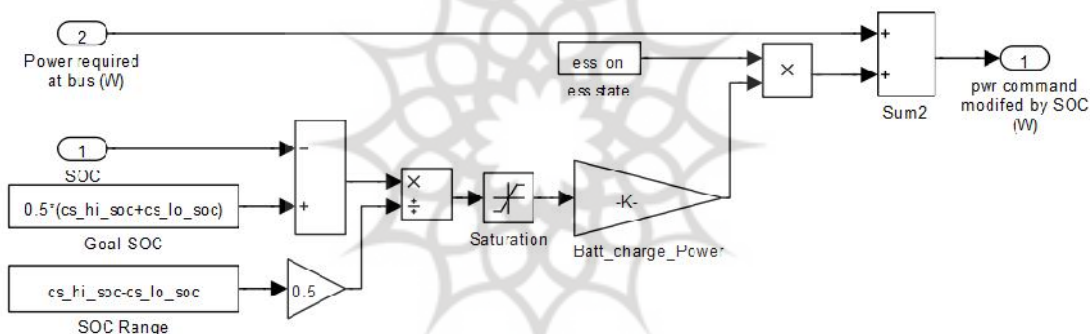 2
Power required
at bus (W)
ess_on
ess state
×
+
+
Sum2
1
pwr command
modifed by SOC
(W)
1
SOC
−
+
0.5*(cs_hi_soc+cs_lo_soc)
Goal SOC
×
÷
Saturation
-K-
Batt_charge_Power
cs_hi_soc-cs_lo_soc
SOC Range
0.5